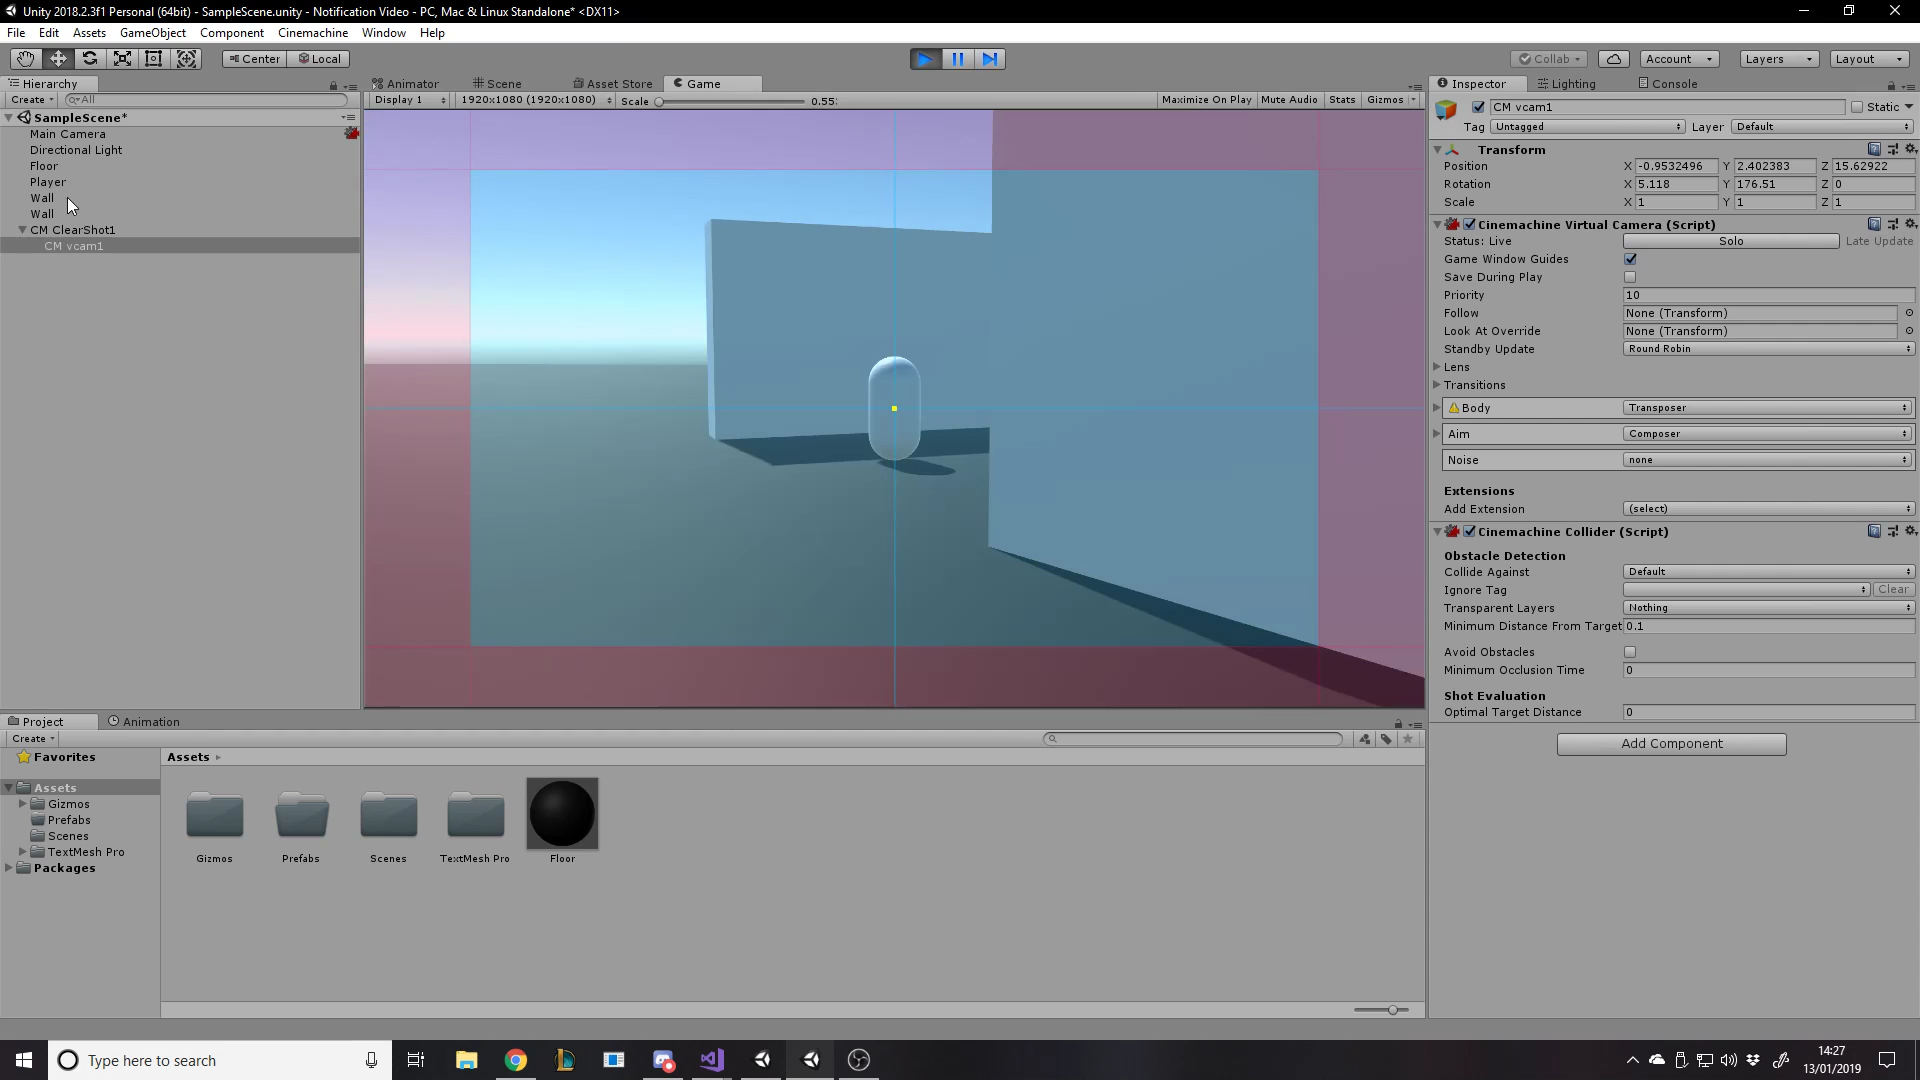 Unity 2018.2.3f1 Personal (64bit) - SampleScene.unity - Notification Video - PC, Mac & Linux Standalone* <DX11>
File Edit Assets GameObject Component Cinemachine Window Help
Center Local Collab Account Layers Layout
Hierarchy Animator Scene Asset Store Game Inspector Lighting Console
Create All Display 1 1920x1080 (1920x1080) Scale 0.55: Maximize On Play Mute Audio Stats Gizmos
CM vcam1 Static
Tag Untagged Layer Default
SampleScene*
Main Camera
Directional Light
Floor
Player
Wall
Wall
CM ClearShot1
CM vcam1
Transform
Position X -0.9532496 Y 2.402383 Z 15.62922
Rotation X 5.118 Y 176.51 Z 0
Scale X 1 Y 1 Z 1
Cinemachine Virtual Camera (Script)
Status: Live Solo Late Update
Game Window Guides
Save During Play
Priority 10
Follow None (Transform)
Look At Override None (Transform)
Standby Update Round Robin
Lens
Transitions
Body Transposer
Aim Composer
Noise none
Extensions
Add Extension (select)
Cinemachine Collider (Script)
Obstacle Detection
Collide Against Default
Ignore Tag Clear
Transparent Layers Nothing
Minimum Distance From Target 0.1
Avoid Obstacles
Minimum Occlusion Time 0
Shot Evaluation
Optimal Target Distance 0
Add Component
Project Animation
Create
Favorites
Assets
Gizmos
Prefabs
Scenes
TextMesh Pro
Packages
Assets
Gizmos Prefabs Scenes TextMesh Pro Floor
Type here to search
14:27
13/01/2019